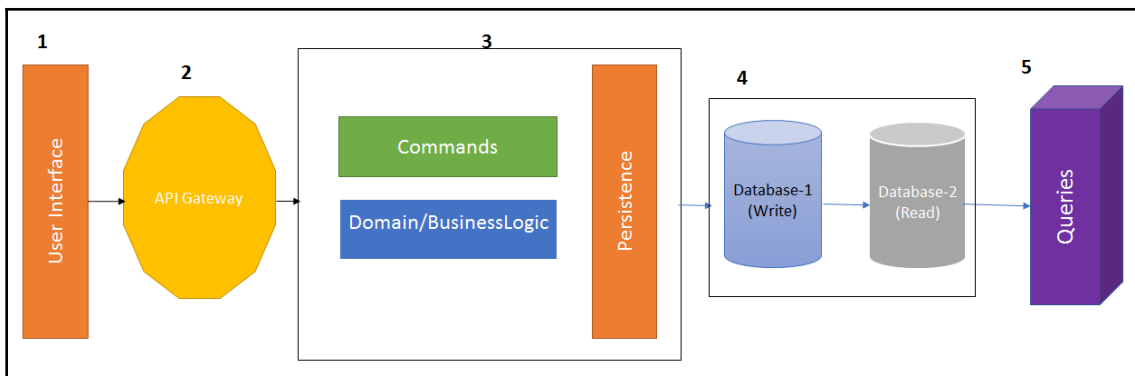 1
User Interface
2
API Gateway
3
Commands
Domain/BusinessLogic
Persistence
4
Database-1
(Write)
Database-2
(Read)
5
Queries